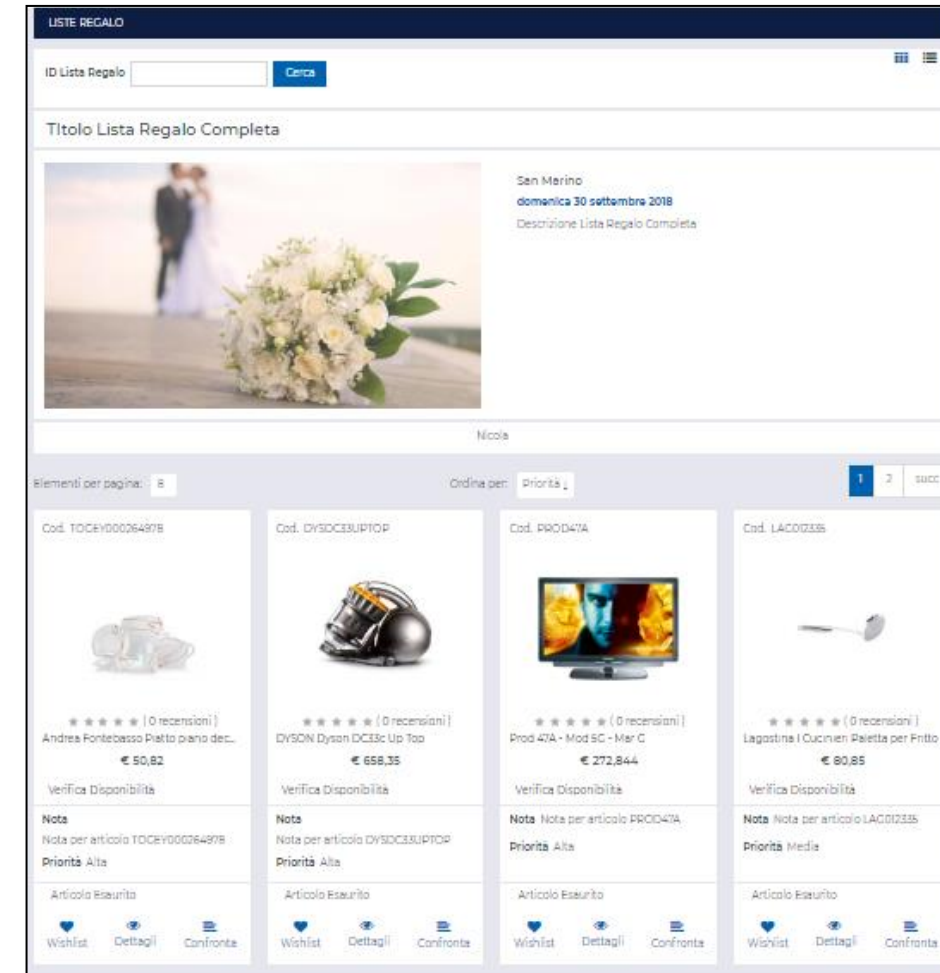 LISTE REGALO
ID Lista Regalo Cerca
TItolo Lista Regalo Completa
San Marino
domenica 30 settembre 2018
Descrizione Lista Regalo Completa
Nicola
Elementi per pagina: 8 Ordina per: Priorità ↓ 1 2 succ
Cod. TOGEY000264978 Cod. DYSDC33UPTOP Cod. PROD47A Cod. LAG012335
( 0 recensioni ) ( 0 recensioni ) ( 0 recensioni ) ( 0 recensioni )
Andrea Fontebasso Piatto piano dec... DYSON Dyson DC33c Up Top Prod 47A - Mod SG - Mar G Lagostina I Cucinieri Paletta per Fritto
€ 50,82 € 658,35 € 272,844 € 80,85
Verifica Disponibilità Verifica Disponibilità Verifica Disponibilità Verifica Disponibilità
Nota Nota Nota Nota per articolo PROD47A Nota Nota per articolo LAG012335
Nota per articolo TOGEY000264978 Nota per articolo DYSDC33UPTOP
Priorità Alta Priorità Alta Priorità Alta Priorità Media
Articolo Esaurito Articolo Esaurito Articolo Esaurito Articolo Esaurito
Wishlist Dettagli Confronta Wishlist Dettagli Confronta Wishlist Dettagli Confronta Wishlist Dettagli Confronta